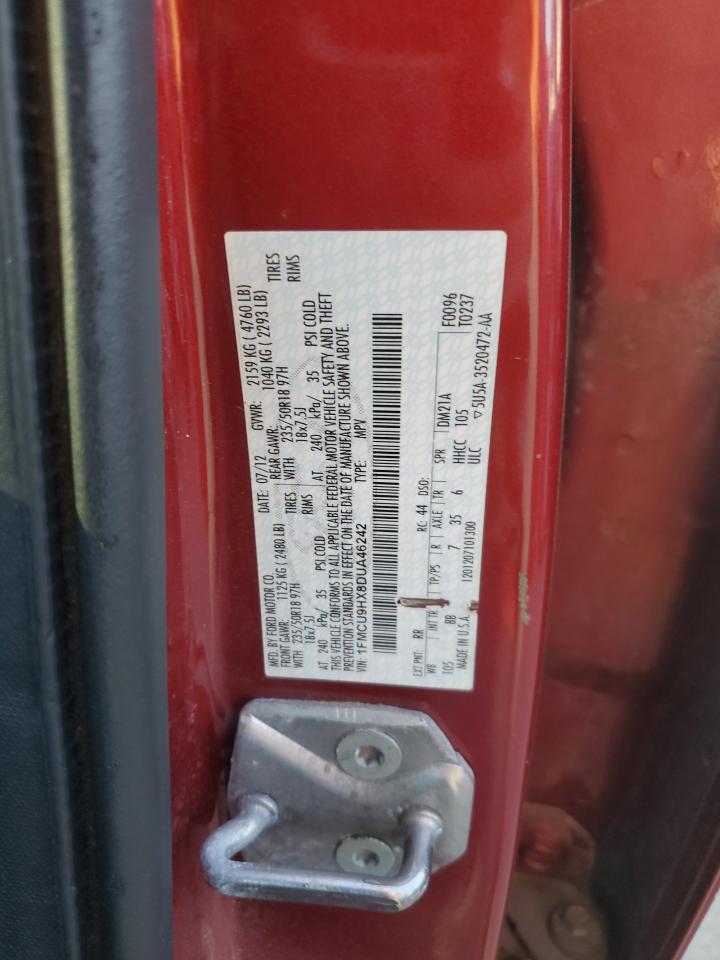 MFD. BY FORD MOTOR CO.
DATE: 07/12 GVWR: 2159 KG ( 4760 LB)
FRONT GAWR: 1125 KG (2480 LB)
REAR GAWR: 1040 KG ( 2293 LB)
WITH 235/50R18 97H TIRES WITH 235/50R18 97H TIRES
18x7.5J RIMS 18x7.5J RIMS
AT 240 kPa/ 35 PSI COLD AT 240 kPa/ 35 PSI COLD
THIS VEHICLE CONFORMS TO ALL APPLICABLE FEDERAL MOTOR VEHICLE SAFETY AND THEFT
PREVENTION STANDARDS IN EFFECT ON THE DATE OF MANUFACTURE SHOWN ABOVE.
VIN: 1FMCU9HX8DUA46242 TYPE: MPV
EXT PNT: RR RC: 44 DSO: F0096
WB INT TR TP/PS R AXLE TR SPR DM21A T0237
105 BB 7 35 6 HHCC 105
MADE IN U.S.A. 1201207101300 ULC ▽5U5A-3520472-AA